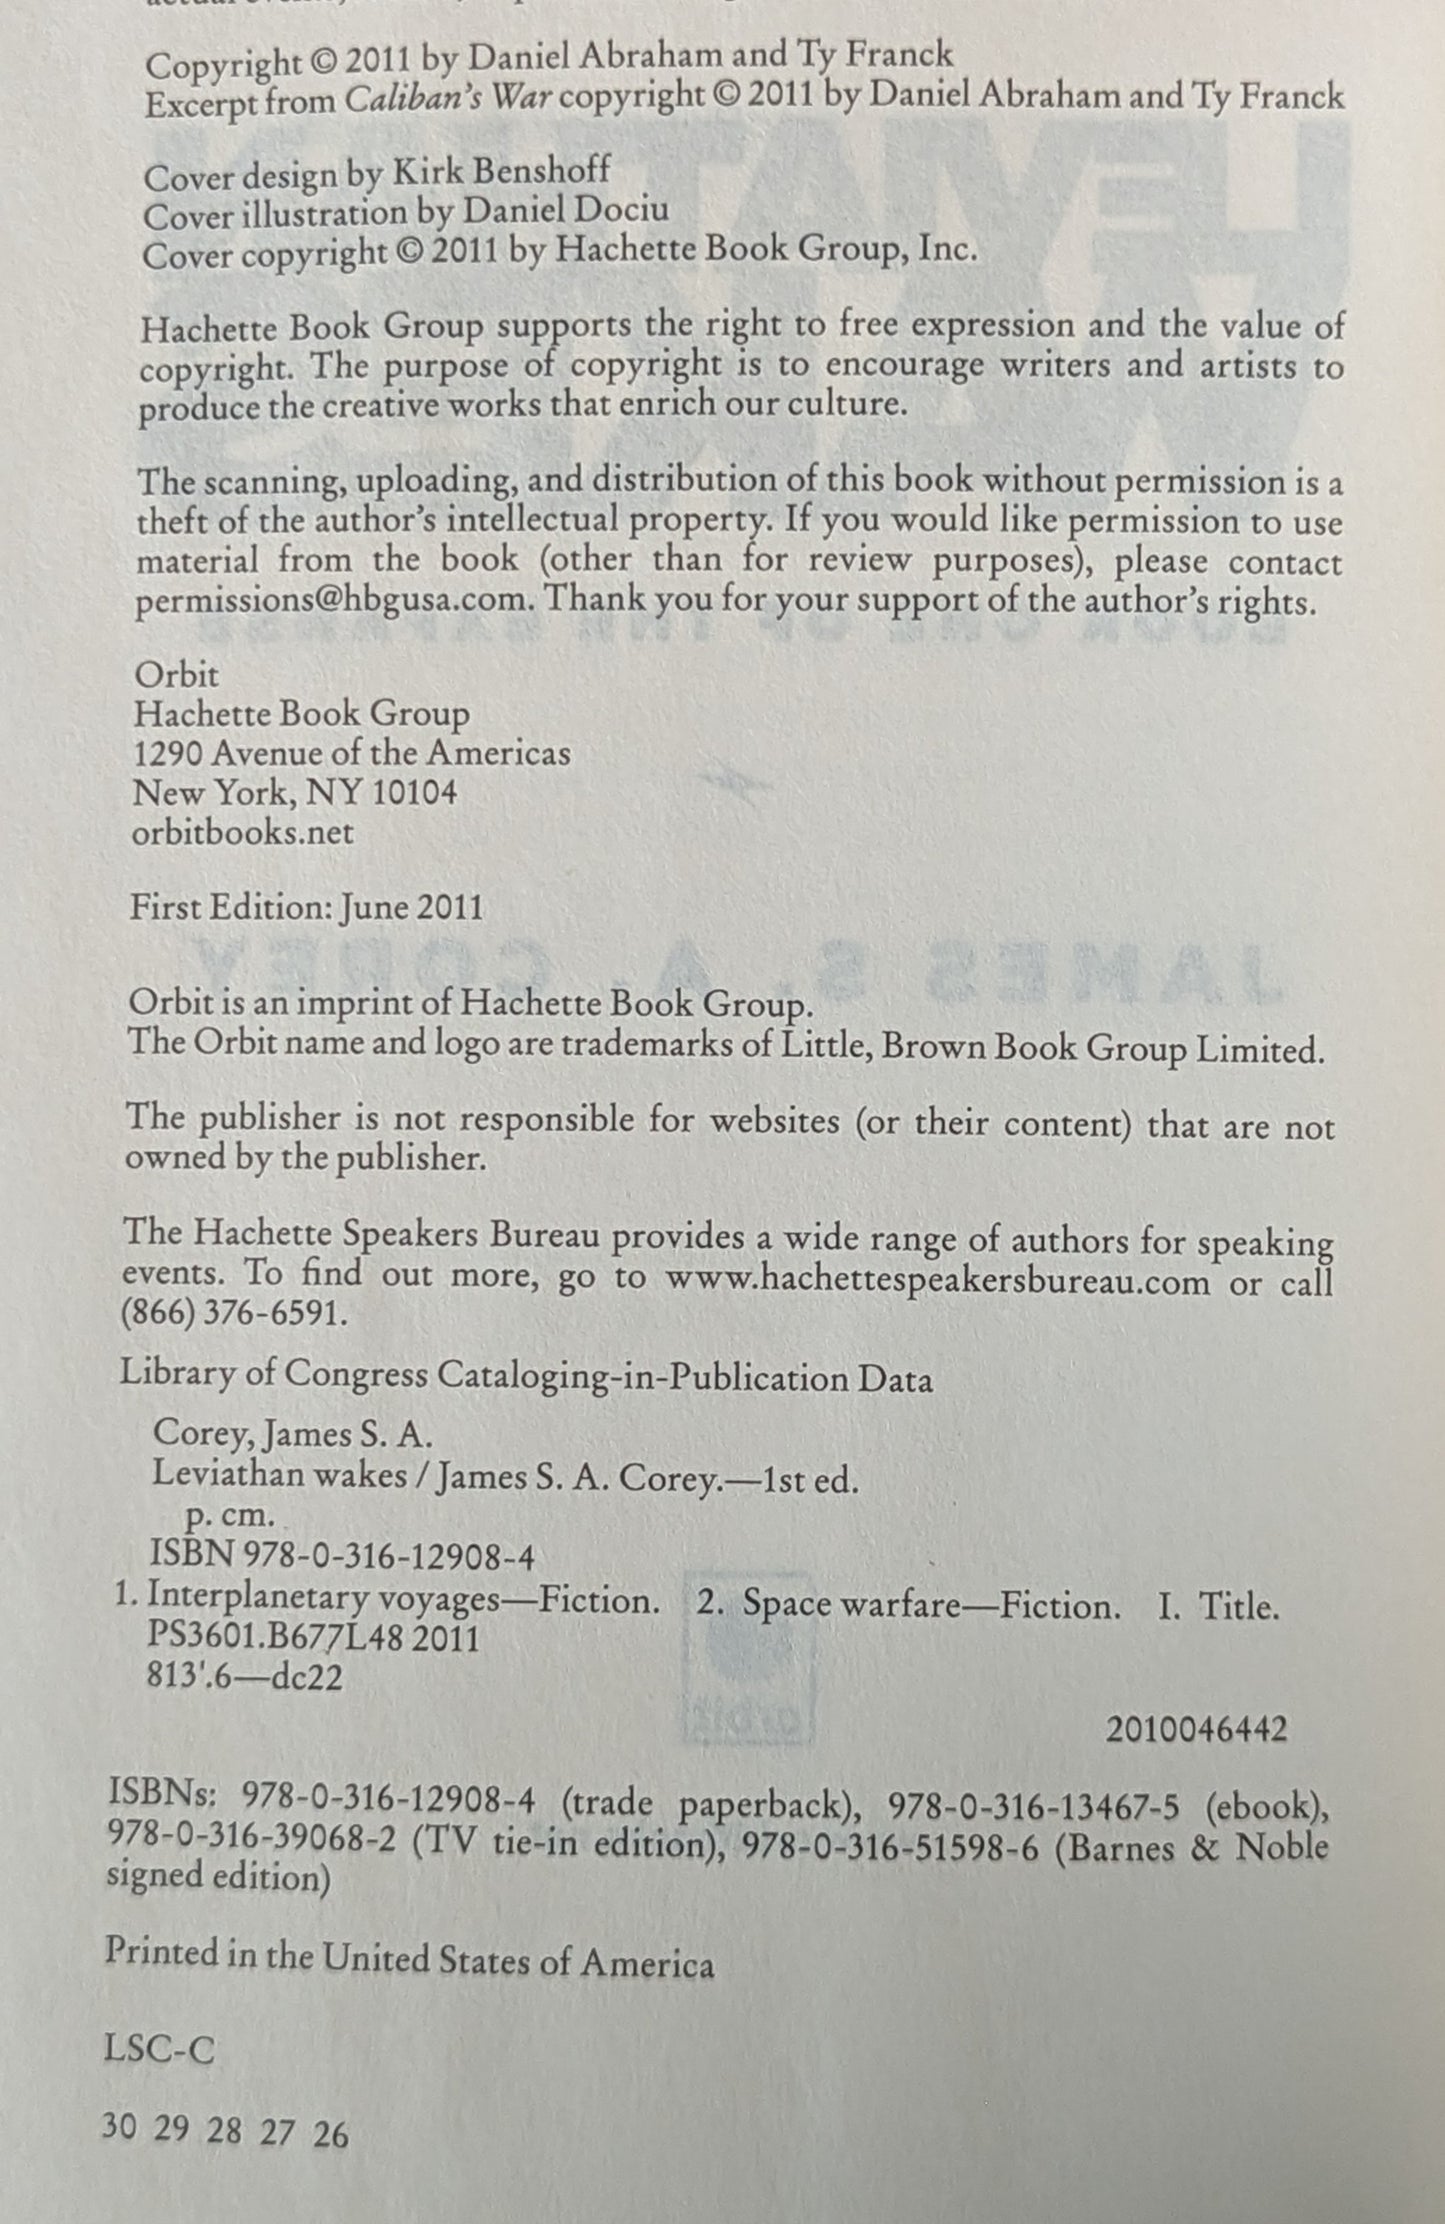 Copyright © 2011 by Daniel Abraham and Ty Franck
Excerpt from Caliban's War copyright © 2011 by Daniel Abraham and Ty Franck
Cover design by Kirk Benshoff
Cover illustration by Daniel Dociu
Cover copyright © 2011 by Hachette Book Group, Inc.
Hachette Book Group supports the right to free expression and the value of
copyright. The purpose of copyright is to encourage writers and artists to
produce the creative works that enrich our culture.
The scanning, uploading, and distribution of this book without permission is a
theft of the author's intellectual property. If you would like permission to use
material from the book (other than for review purposes), please contact
permissions@hbgusa.com. Thank you for your support of the author's rights.
Orbit
Hachette Book Group
1290 Avenue of the Americas
New York, NY 10104
orbitbooks.net
First Edition: June 2011
Orbit is an imprint of Hachette Book Group.
The Orbit name and logo are trademarks of Little, Brown Book Group Limited.
The publisher is not responsible for websites (or their content) that are not
owned by the publisher.
The Hachette Speakers Bureau provides a wide range of authors for speaking
events. To find out more, go to www.hachettespeakersbureau.com or call
(866) 376-6591.
Library of Congress Cataloging-in-Publication Data
Corey, James S. A.
Leviathan wakes / James S. A. Corey.—1st ed.
p. cm.
ISBN 978-0-316-12908-4
1. Interplanetary voyages—Fiction. 2. Space warfare—Fiction. I. Title.
PS3601.B677L48 2011
813'.6—dc22
2010046442
ISBNs: 978-0-316-12908-4 (trade paperback), 978-0-316-13467-5 (ebook),
978-0-316-39068-2 (TV tie-in edition), 978-0-316-51598-6 (Barnes & Noble
signed edition)
Printed in the United States of America
LSC-C
30 29 28 27 26